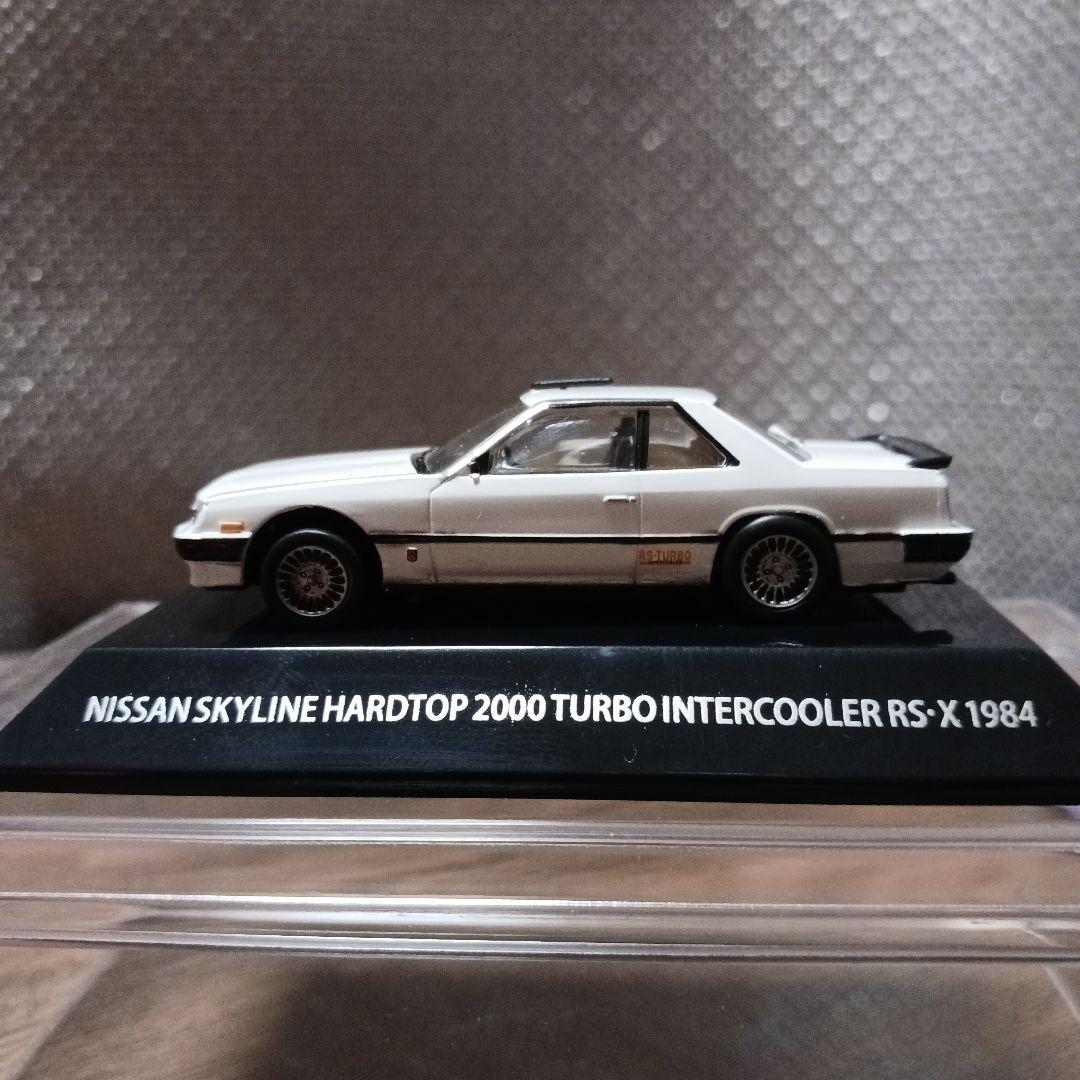 RS-TURBO
NISSAN SKYLINE HARDTOP 2000 TURBO INTERCOOLER RS·X 1984